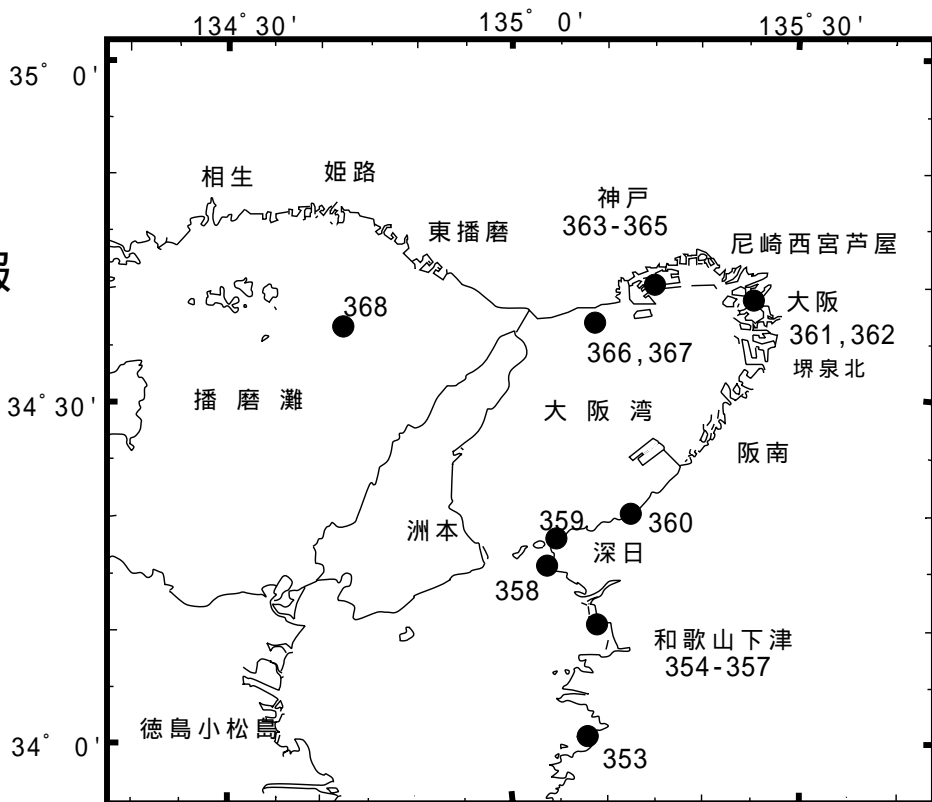 134°30'
135°0'
135°30'
35°0'
相生
姫路
神戸
363-365
東播磨
尼崎西宮芦屋
報
368
大阪
361,362
366,367
堺泉北
34°30'
播磨灘
大阪湾
阪南
洲本
359
360
深日
358
和歌山下津
354-357
徳島小松島
34°0'
353